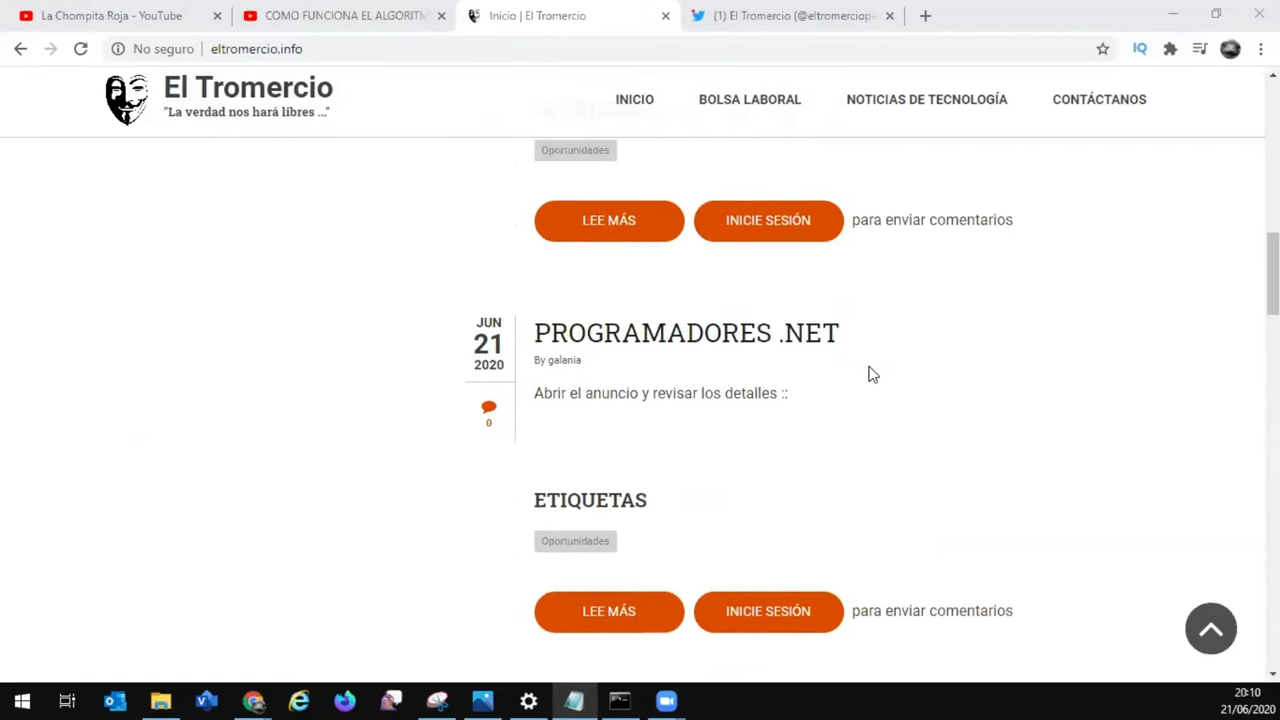 La Chompita Roja - YouTube
COMO FUNCIONA EL ALGORITM
Inicio | El Tromercio
(1) El Tromercio (@eltromerciope
No seguro
eltromercio.info
IQ
El Tromercio
"La verdad nos hará libres ..."
INICIO
BOLSA LABORAL
NOTICIAS DE TECNOLOGÍA
CONTÁCTANOS
Oportunidades
LEE MÁS
INICIE SESIÓN
para enviar comentarios
JUN
21
2020
0
PROGRAMADORES .NET
By galania
Abrir el anuncio y revisar los detalles ::
ETIQUETAS
Oportunidades
LEE MÁS
INICIE SESIÓN
para enviar comentarios
20:10
21/06/2020